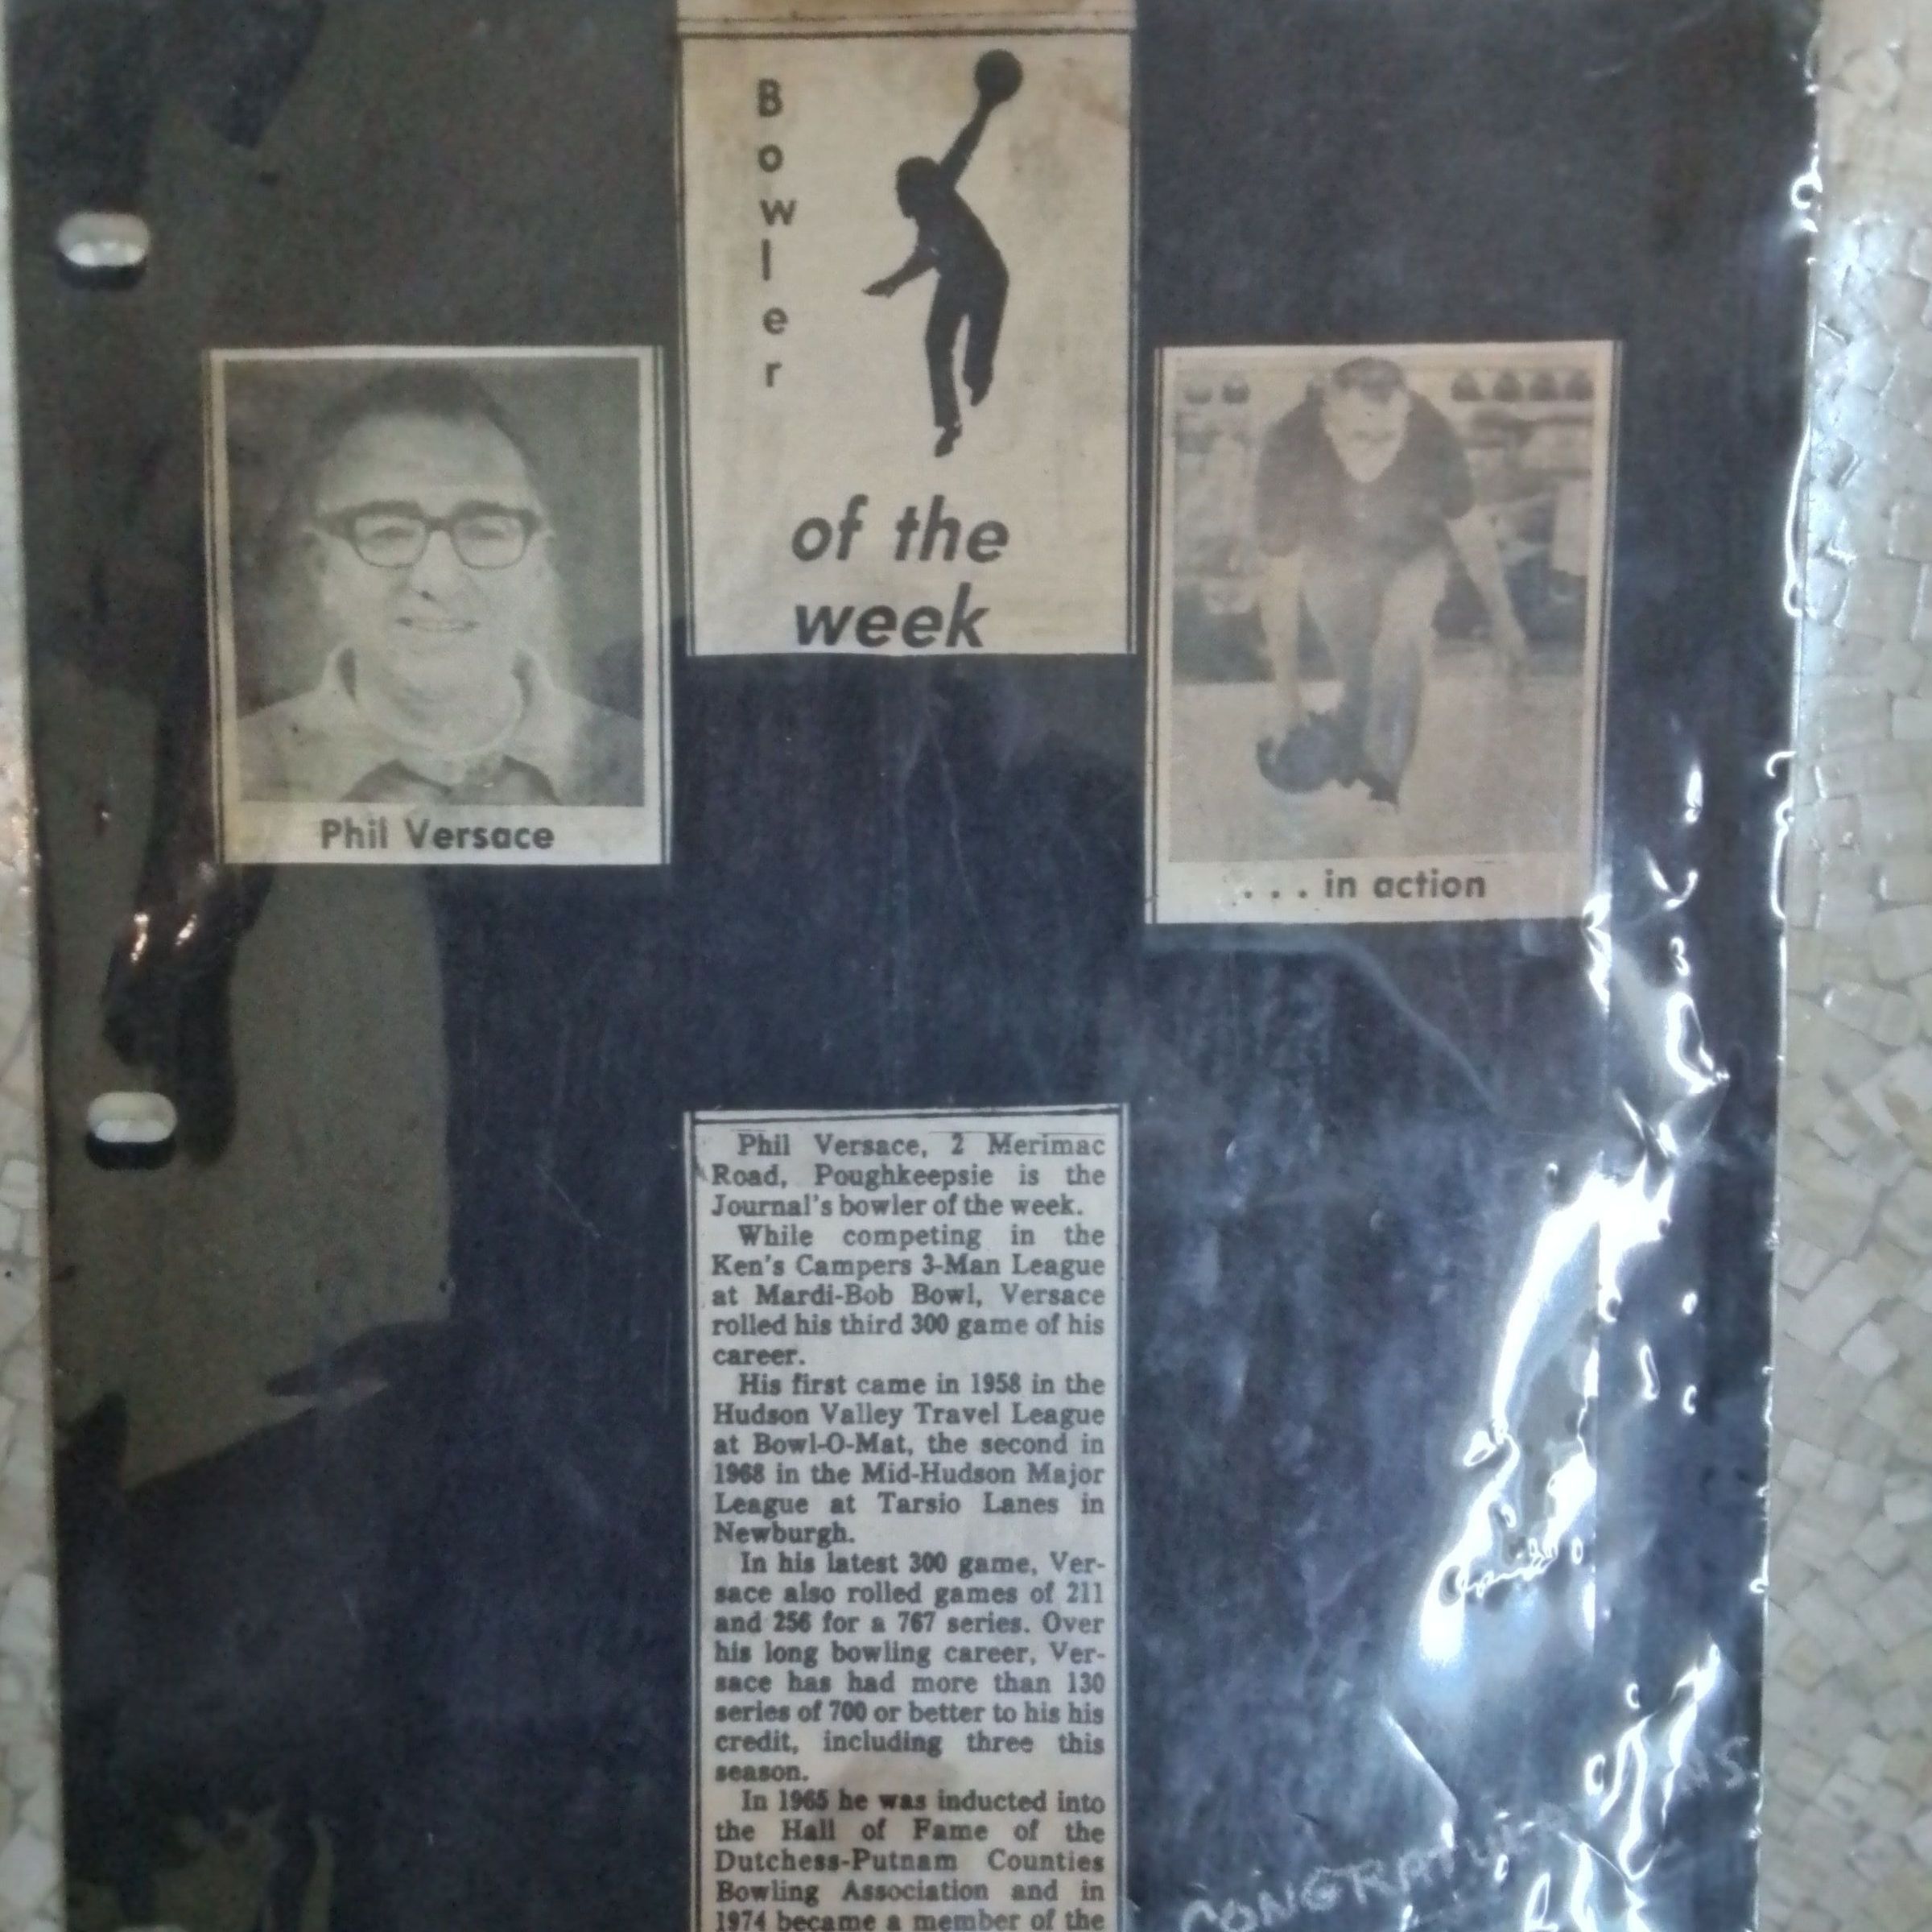 Bowler
of the
week
Phil Versace
. . . in action
Phil Versace, 2 Merimac
Road, Poughkeepsie is the
Journal's bowler of the week.
While competing in the
Ken's Campers 3-Man League
at Mardi-Bob Bowl, Versace
rolled his third 300 game of his
career.
His first came in 1958 in the
Hudson Valley Travel League
at Bowl-O-Mat, the second in
1968 in the Mid-Hudson Major
League at Tarsio Lanes in
Newburgh.
In his latest 300 game, Ver-
sace also rolled games of 211
and 256 for a 767 series. Over
his long bowling career, Ver-
sace has had more than 130
series of 700 or better to his his
credit, including three this
season.
In 1965 he was inducted into
the Hall of Fame of the
Dutchess-Putnam Counties
Bowling Association and in
1974 became a member of the